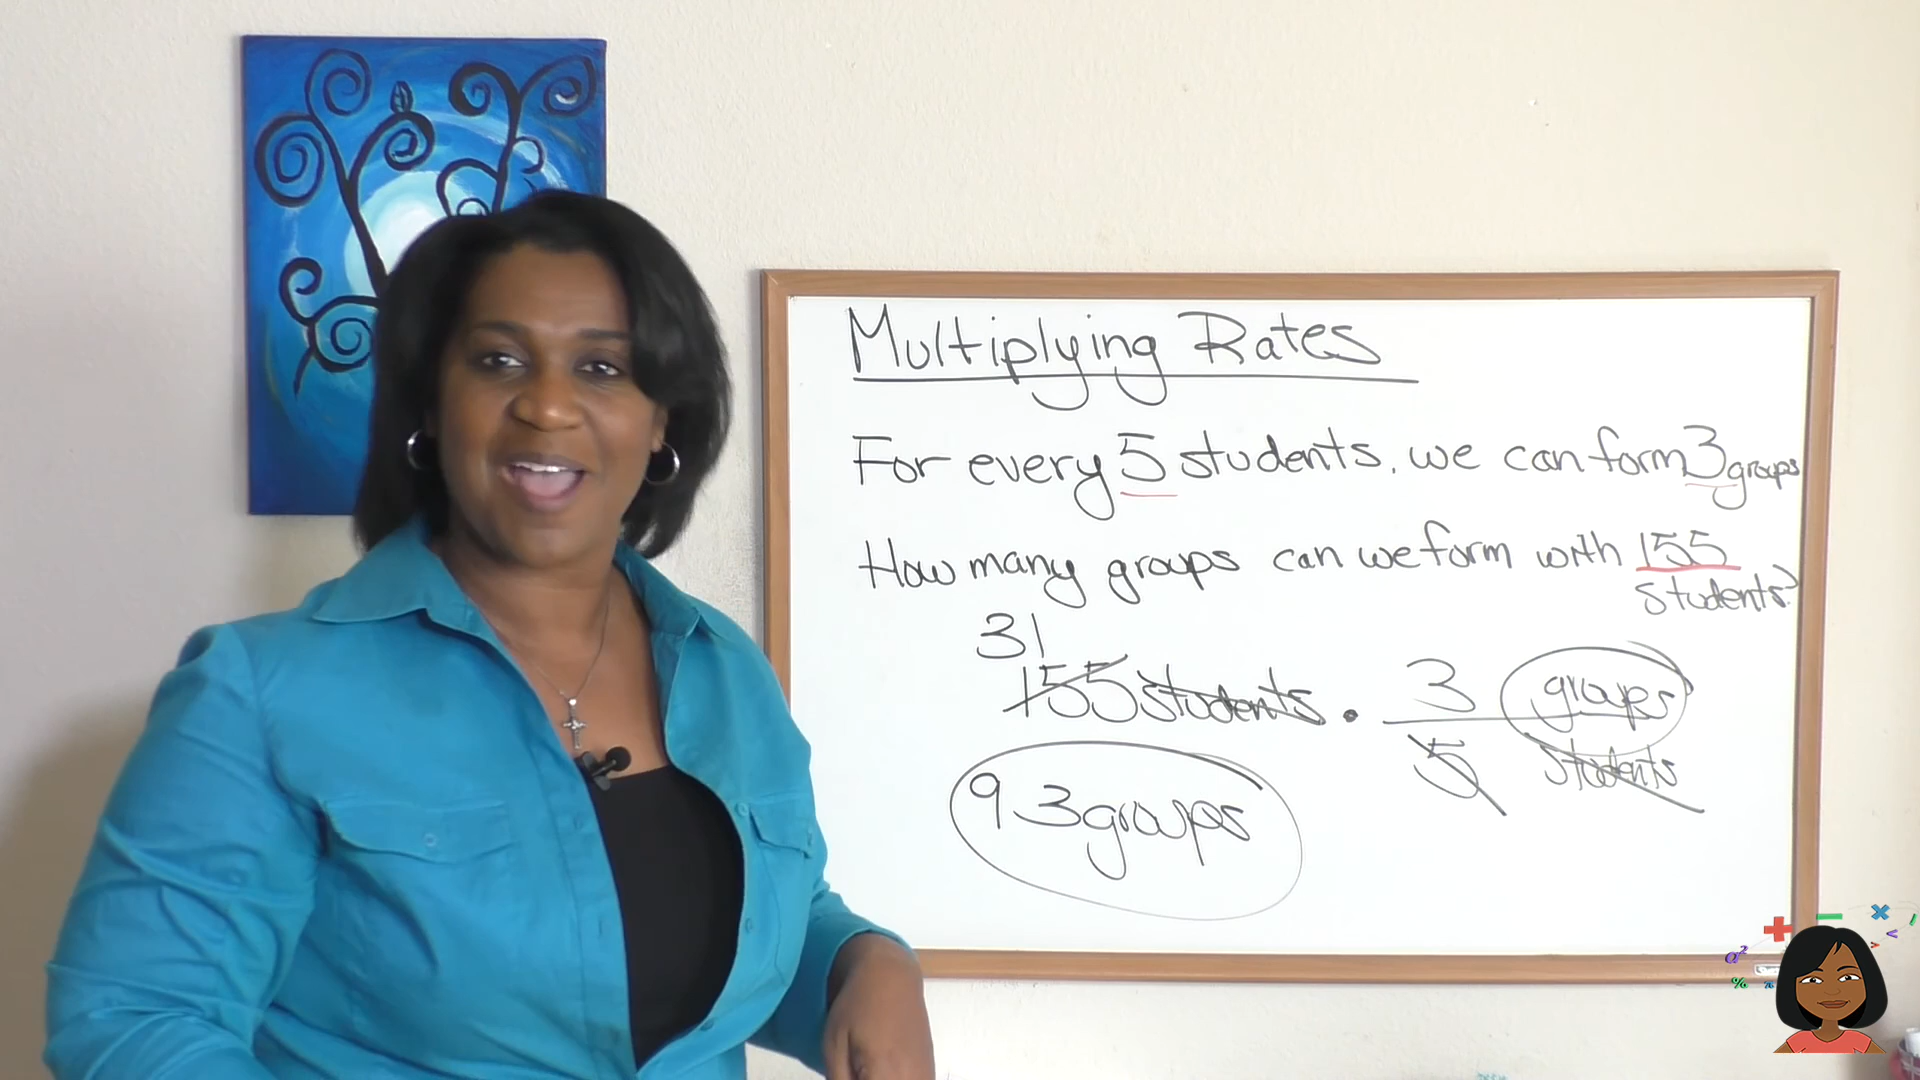 Multiplying Rates
For every 5 students, we can form 3 groups
How many groups can we form with 155
students?
31
155 students • 3 groups
5 students
93 groups